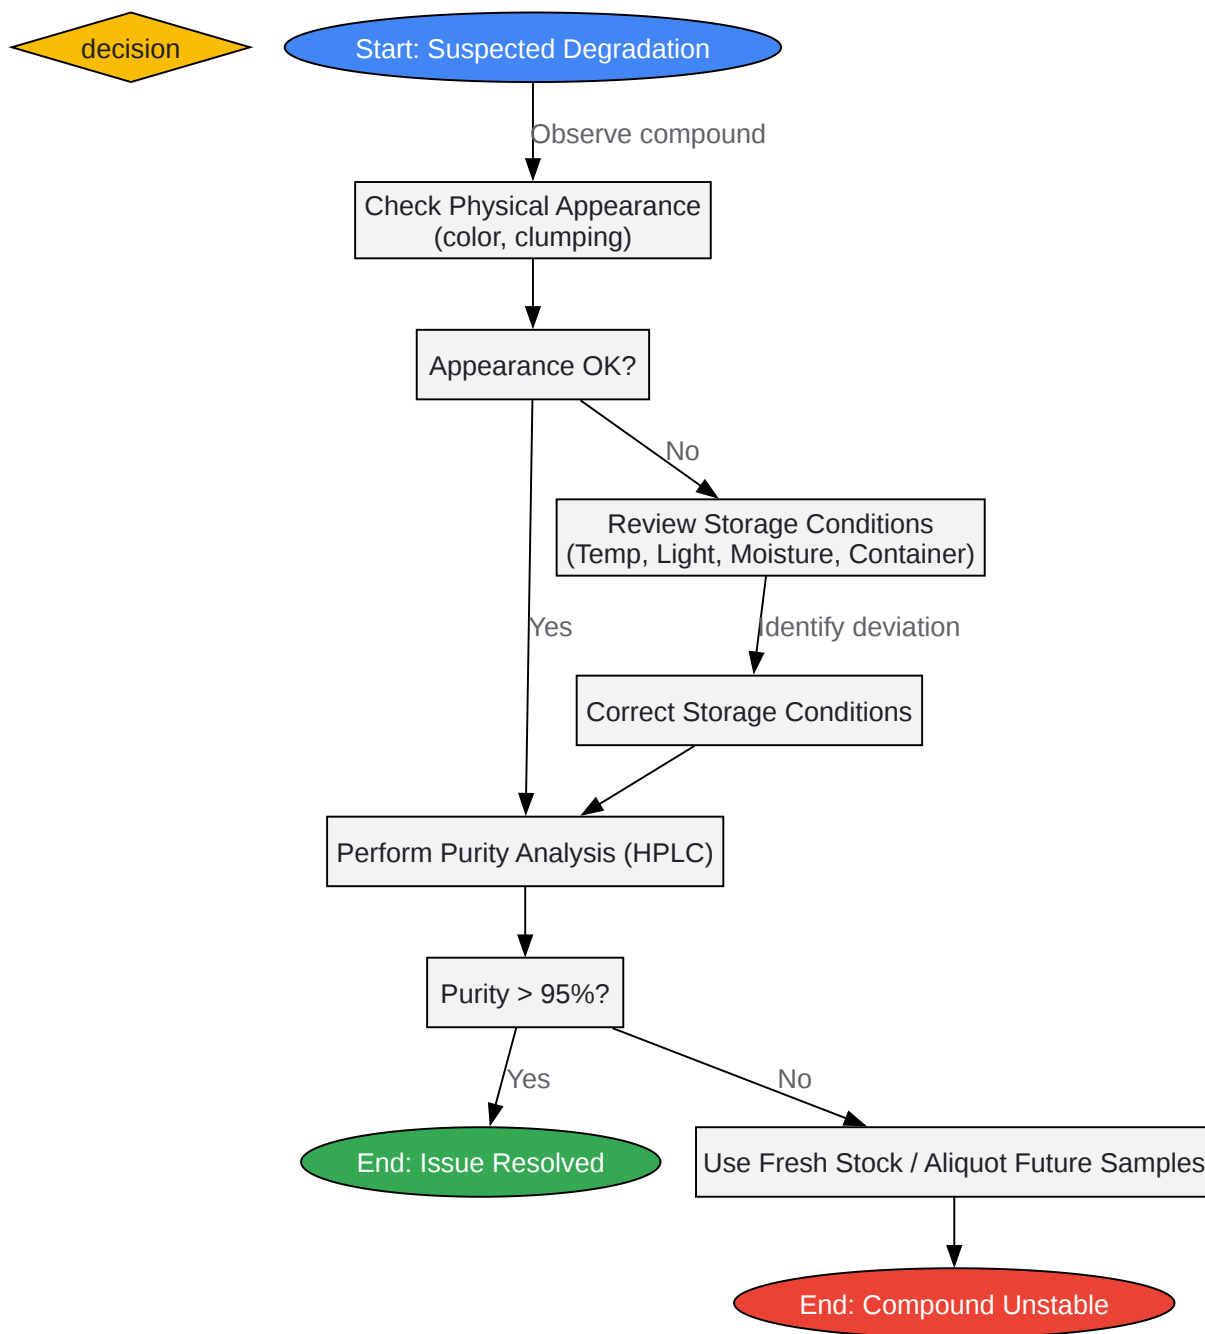 decision
Start: Suspected Degradation
Observe compound
Check Physical Appearance
(color, clumping)
Appearance OK?
No
Review Storage Conditions
(Temp, Light, Moisture, Container)
Yes
Identify deviation
Correct Storage Conditions
Perform Purity Analysis (HPLC)
Purity > 95%?
Yes
No
End: Issue Resolved
Use Fresh Stock / Aliquot Future Samples
End: Compound Unstable